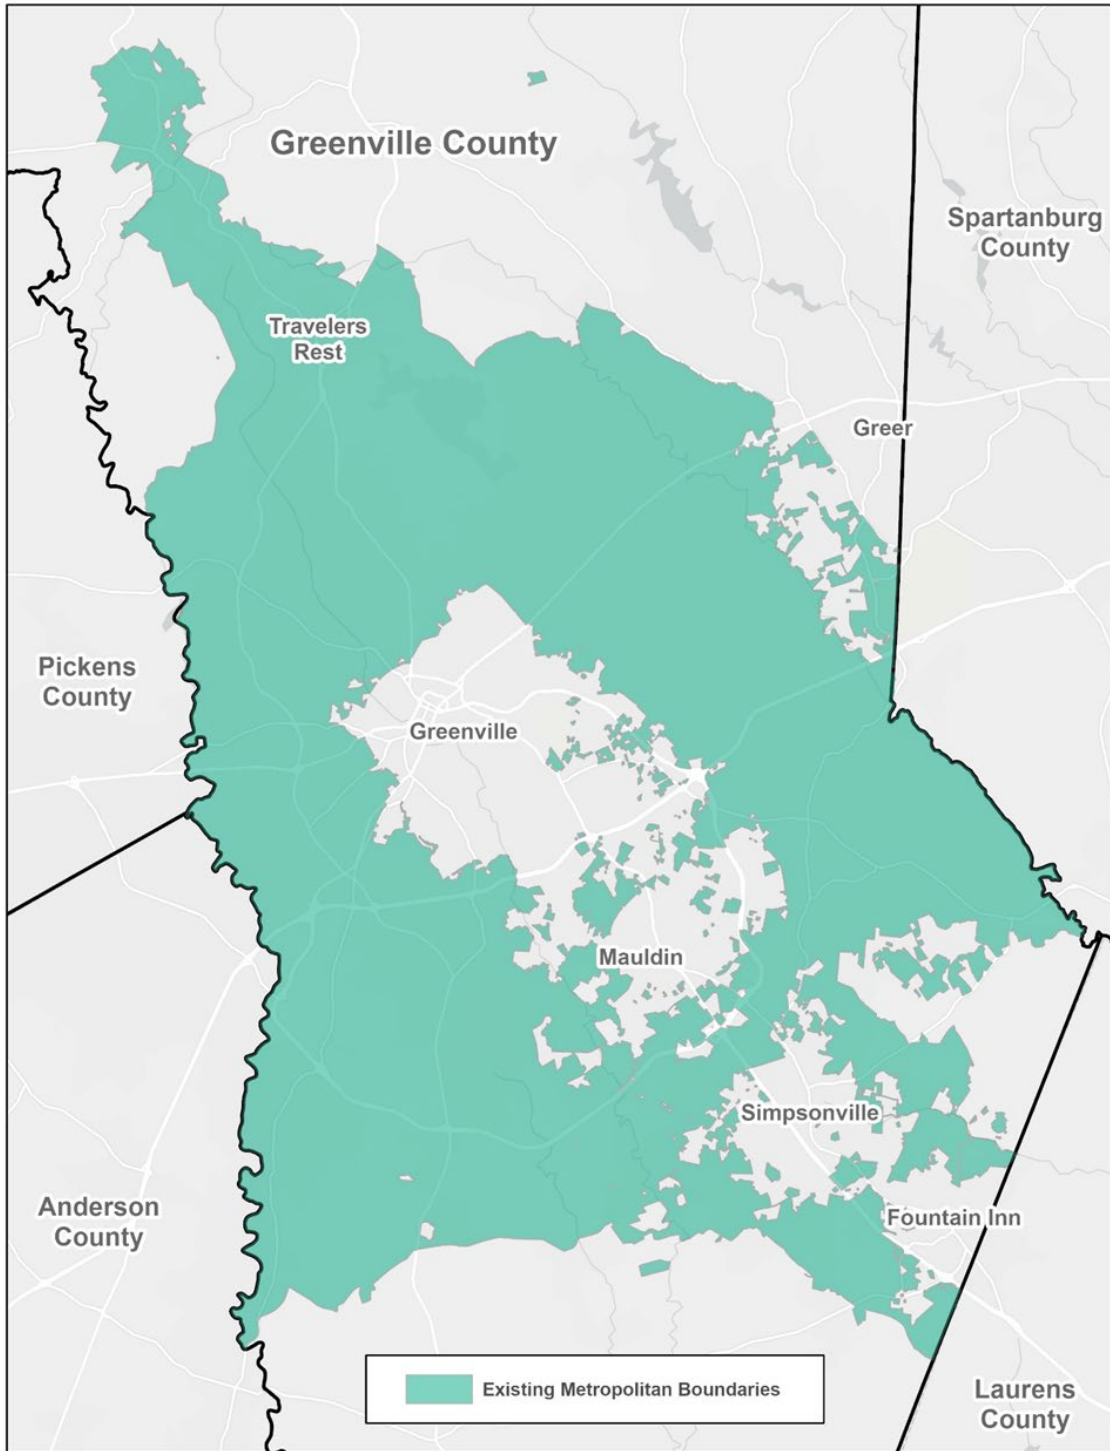 Greenville County
Spartanburg
County
Travelers
Rest
Greer
Pickens
County
Greenville
Mauldin
Simpsonville
Anderson
County
Fountain Inn
Existing Metropolitan Boundaries
Laurens
County